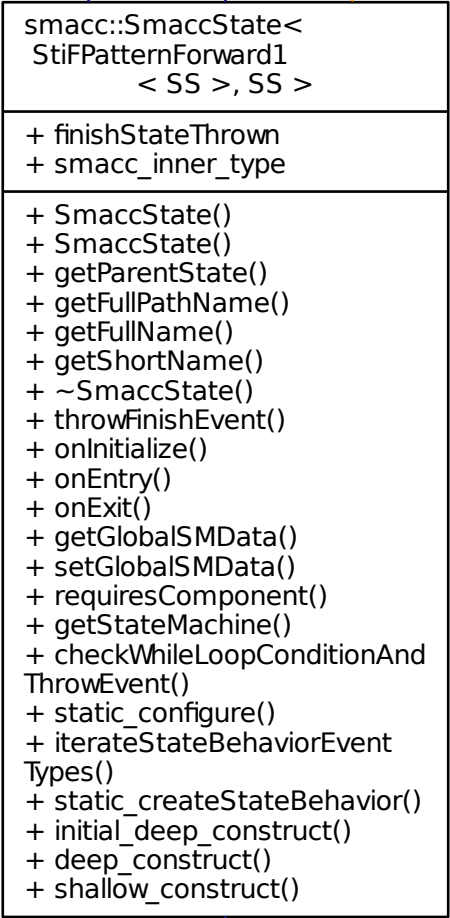 smacc::SmaccState<
StiFPatternForward1
< SS >, SS >
+ finishStateThrown
+ smacc_inner_type
+ SmaccState()
+ SmaccState()
+ getParentState()
+ getFullPathName()
+ getFullName()
+ getShortName()
+ ~SmaccState()
+ throwFinishEvent()
+ onInitialize()
+ onEntry()
+ onExit()
+ getGlobalSMData()
+ setGlobalSMData()
+ requiresComponent()
+ getStateMachine()
+ checkWhileLoopConditionAnd
ThrowEvent()
+ static_configure()
+ iterateStateBehaviorEvent
Types()
+ static_createStateBehavior()
+ initial_deep_construct()
+ deep_construct()
+ shallow_construct()